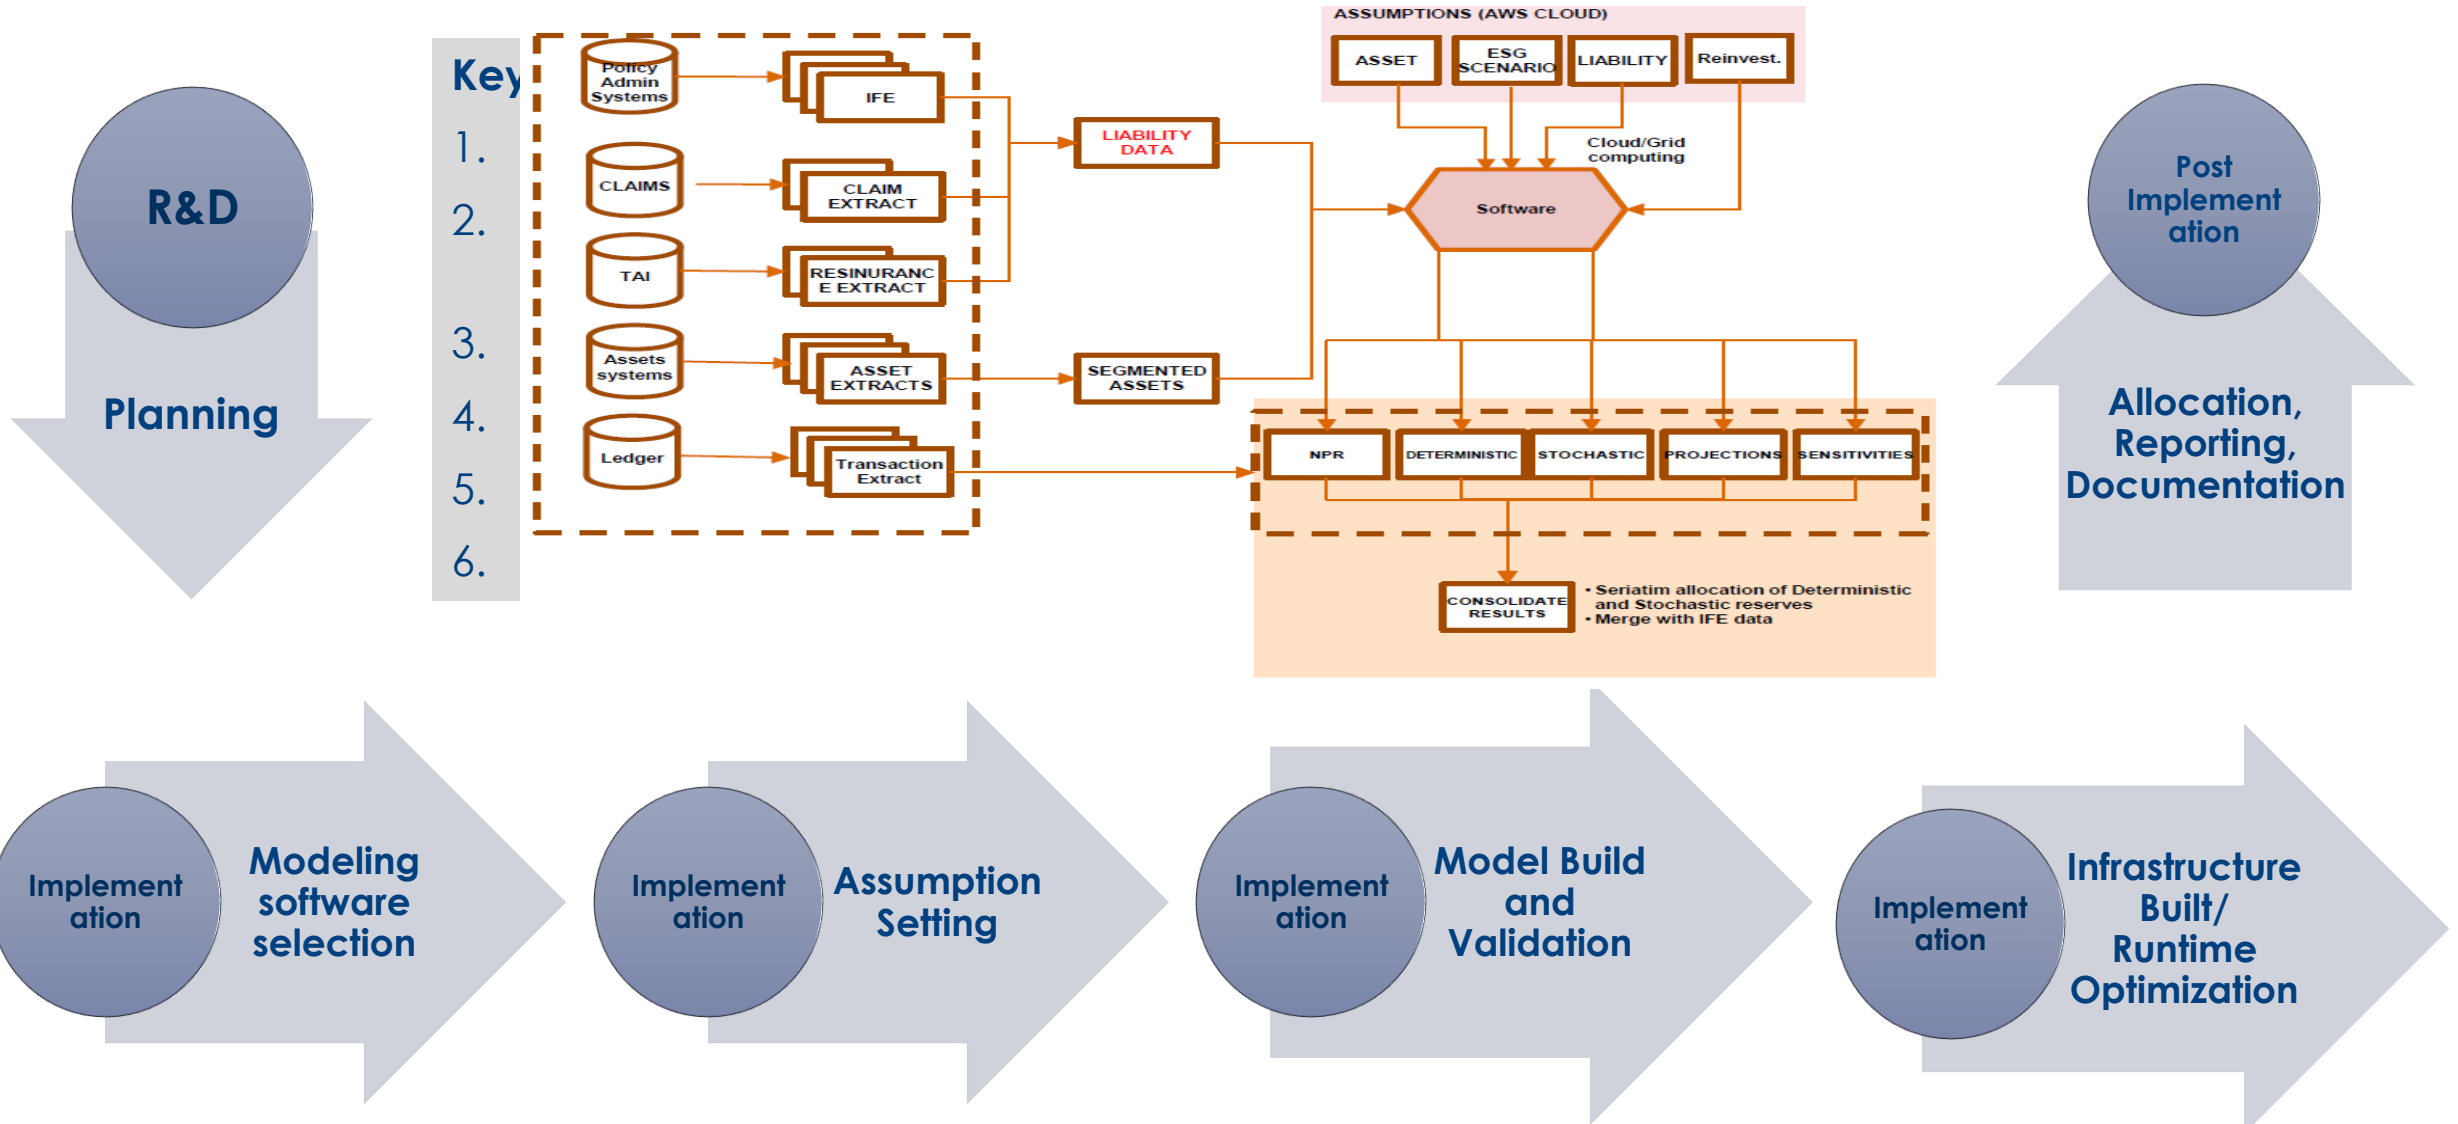 R&D
Planning
Key
1.
2.
3.
4.
5.
6.
Policy
Admin
Systems
IFE
CLAIMS
CLAIM
EXTRACT
TAI
RESINURANC
E EXTRACT
Assets
systems
ASSET
EXTRACTS
Ledger
Transaction
Extract
LIABILITY
DATA
SEGMENTED
ASSETS
ASSUMPTIONS (AWS CLOUD)
ASSET
ESG
SCENARIO
LIABILITY
Reinvest.
Cloud/Grid
computing
Software
NPR
DETERMINISTIC
STOCHASTIC
PROJECTIONS
SENSITIVITIES
CONSOLIDATE
RESULTS
• Seriatim allocation of Deterministic
and Stochastic reserves
• Merge with IFE data
Post
Implement
ation
Allocation,
Reporting,
Documentation
Implement
ation
Modeling
software
selection
Implement
ation
Assumption
Setting
Implement
ation
Model Build
and
Validation
Implement
ation
Infrastructure
Built/
Runtime
Optimization